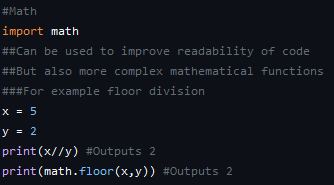 #Math
import math
##Can be used to improve readability of code
##But also more complex mathematical functions
###For example floor division
x = 5
y = 2
print(x//y) #Outputs 2
print(math.floor(x,y)) #Outputs 2